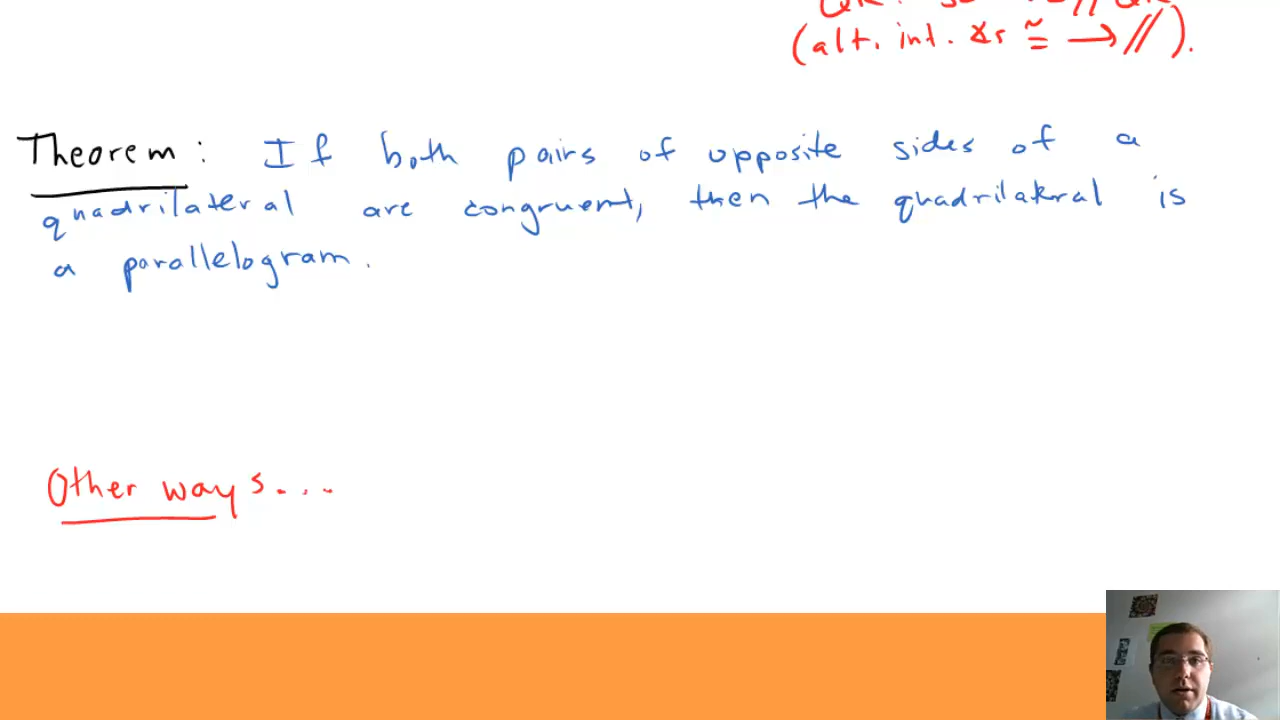 (alt. int. ∡s ≅ → //).
Theorem: If both pairs of opposite sides of a
quadrilateral are congruent, then the quadrilateral is
a parallelogram.
Other ways...